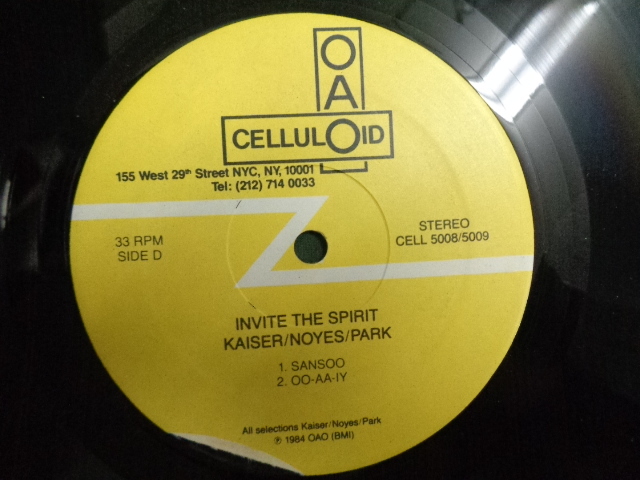 OAO
CELLULOID
155 West 29th Street NYC, NY, 10001
Tel: (212) 714 0033
33 RPM
SIDE D
STEREO
CELL 5008/5009
INVITE THE SPIRIT
KAISER/NOYES/PARK
1. SANSOO
2. OO-AA-IY
All selections Kaiser/Noyes/Park
℗ 1984 OAO (BMI)